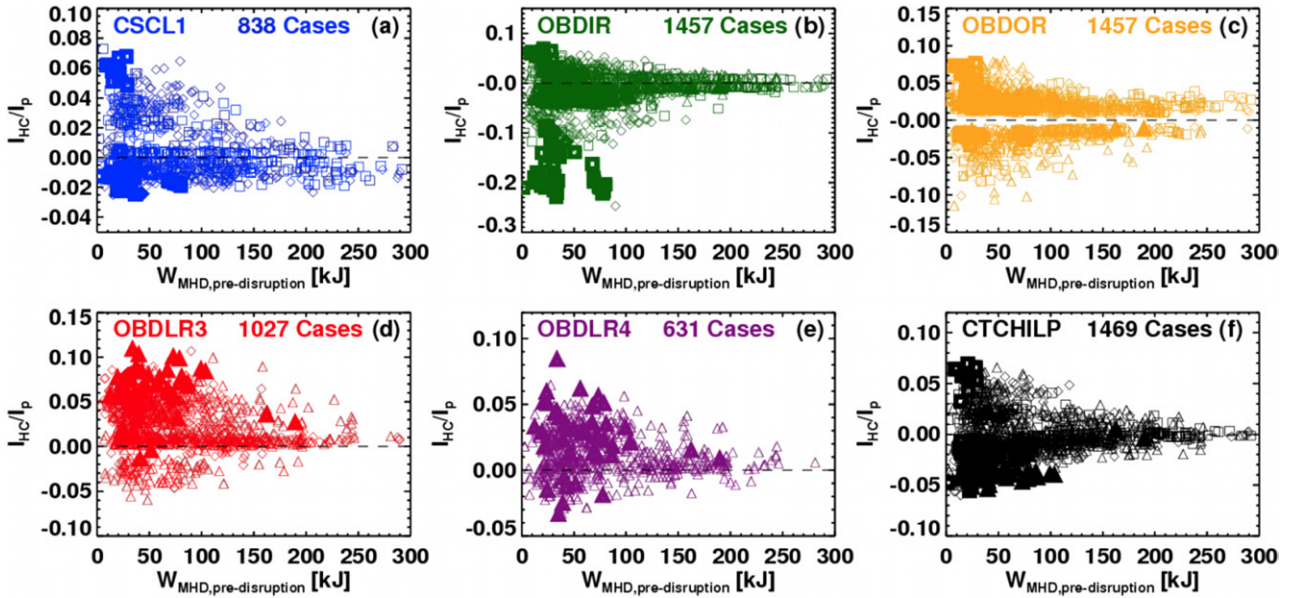 CSCL1 838 Cases (a)
0.10
0.08
0.06
0.04
0.02
0.00
-0.02
-0.04
I_HC/I_p
0 50 100 150 200 250 300
W_MHD,pre-disruption [kJ]
OBDIR 1457 Cases (b)
0.1
-0.0
-0.1
-0.2
-0.3
I_HC/I_p
0 50 100 150 200 250 300
W_MHD,pre-disruption [kJ]
OBDOR 1457 Cases (c)
0.15
0.10
0.05
-0.00
-0.05
-0.10
-0.15
I_HC/I_p
0 50 100 150 200 250 300
W_MHD,pre-disruption [kJ]
OBDLR3 1027 Cases (d)
0.15
0.10
0.05
0.00
-0.05
-0.10
I_HC/I_p
0 50 100 150 200 250 300
W_MHD,pre-disruption [kJ]
OBDLR4 631 Cases (e)
0.10
0.05
0.00
-0.05
I_HC/I_p
0 50 100 150 200 250 300
W_MHD,pre-disruption [kJ]
CTCHILP 1469 Cases (f)
0.10
0.05
0.00
-0.05
-0.10
I_HC/I_p
0 50 100 150 200 250 300
W_MHD,pre-disruption [kJ]